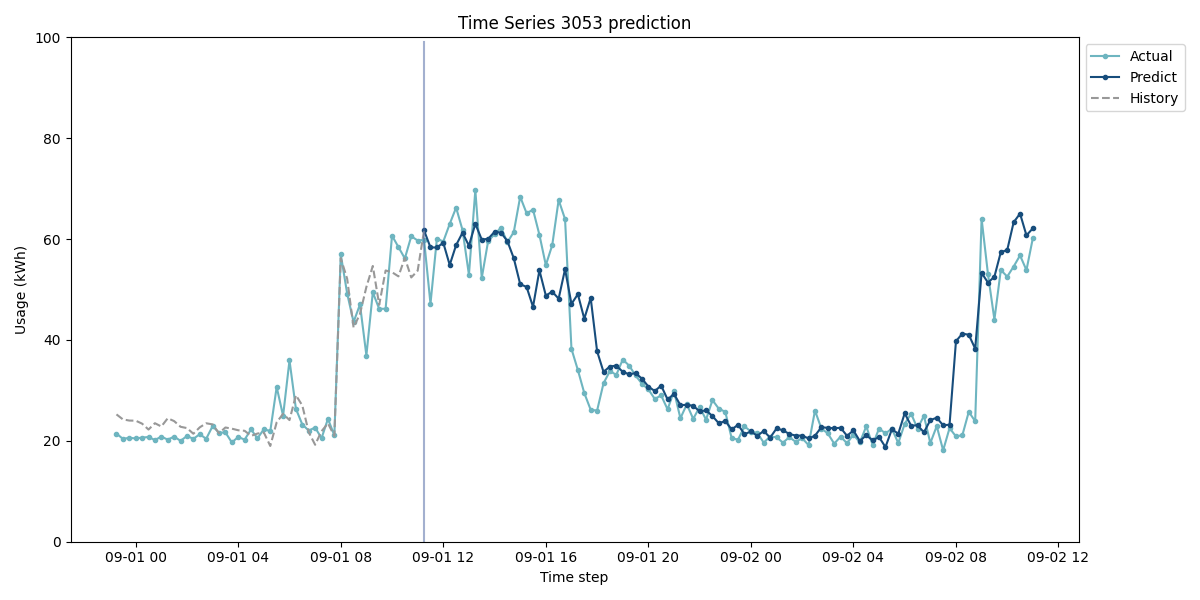 Time Series 3053 prediction
100
80
60
40
20
0
Usage (kWh)
09-01 00
09-01 04
09-01 08
09-01 12
09-01 16
09-01 20
09-02 00
09-02 04
09-02 08
09-02 12
Time step
Actual
Predict
History